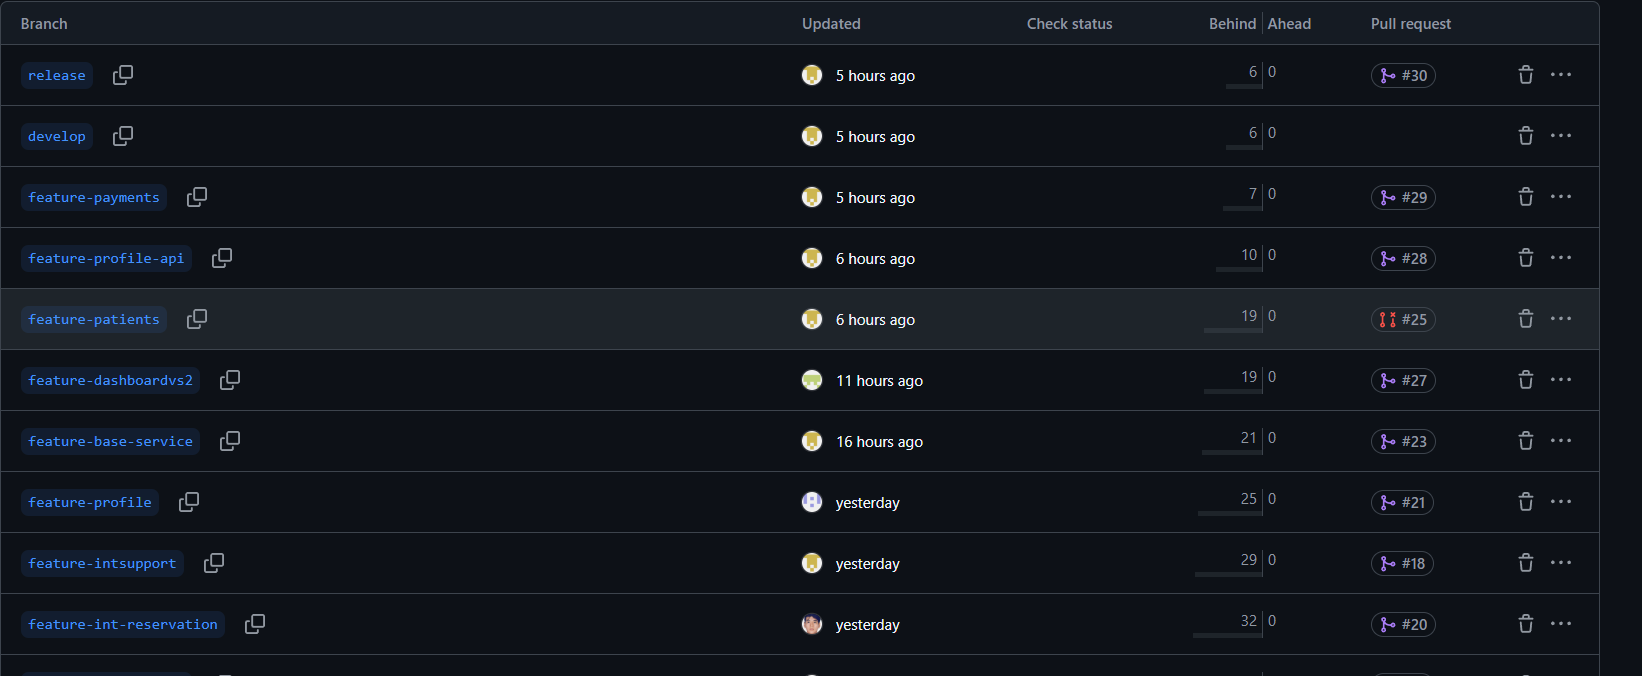 Branch Updated Check status Behind Ahead Pull request
release 5 hours ago 6 0 #30
develop 5 hours ago 6 0
feature-payments 5 hours ago 7 0 #29
feature-profile-api 6 hours ago 10 0 #28
feature-patients 6 hours ago 19 0 #25
feature-dashboardvs2 11 hours ago 19 0 #27
feature-base-service 16 hours ago 21 0 #23
feature-profile yesterday 25 0 #21
feature-intsupport yesterday 29 0 #18
feature-int-reservation yesterday 32 0 #20